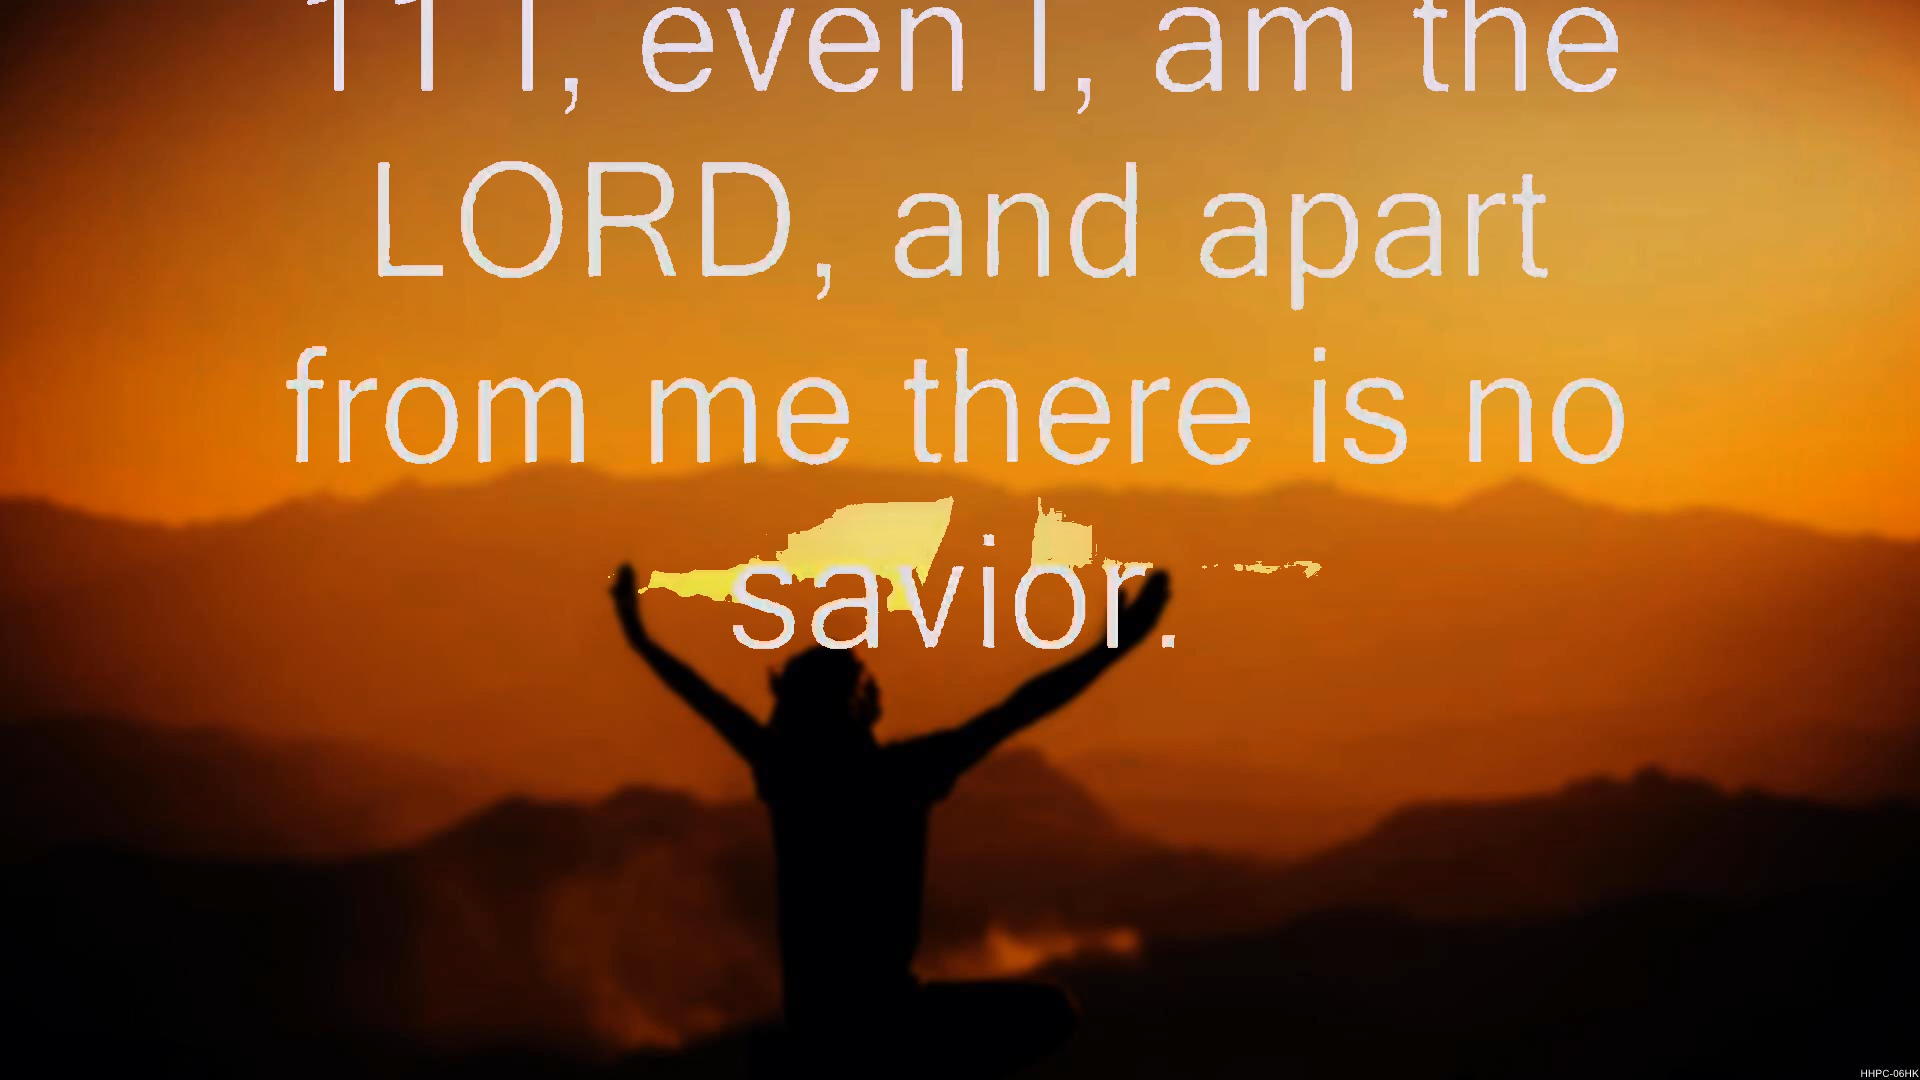 11 I, even I, am the
LORD, and apart
from me there is no
savior.
HHPC-06HK